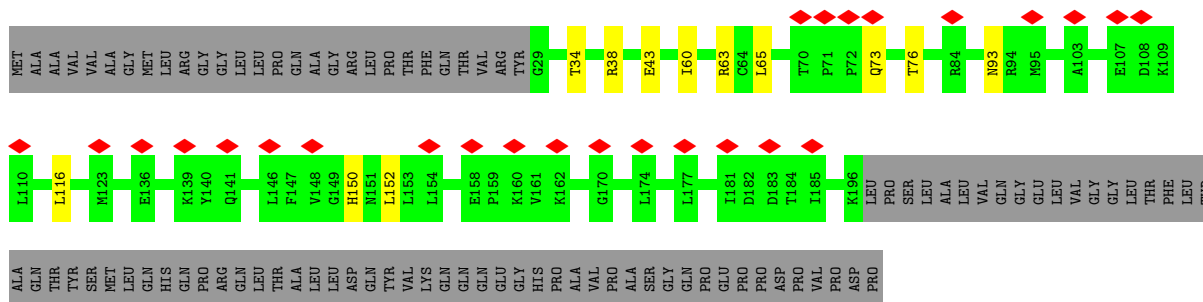 MET ALA ALA VAL VAL ALA GLY MET LEU ARG GLY GLY LEU LEU PRO GLN ALA GLY ARG LEU PRO THR PHE GLN THR VAL ARG TYR G29 T34 R38 E43 I60 R63 C64 L65 T70 P71 P72 Q73 T76 R84 N93 R94 M95 A103 E107 D108 K109
L110 L116 M123 E136 K139 Y140 Q141 L146 F147 V148 G149 H150 N151 L152 L153 L154 E158 P159 K160 V161 K162 G170 L174 L177 I181 D182 D183 T184 I185 K196 LEU PRO SER LEU ALA LEU VAL GLN GLY GLU LEU VAL GLY GLY LEU THR PHE LEU
ALA GLN THR TYR SER MET LEU GLN HIS GLN PRO ARG GLN LEU THR ALA LEU LEU ASP GLN TYR VAL LYS GLN GLN GLN GLU GLY HIS PRO ALA VAL PRO ALA SER GLY GLN PRO GLU PRO PRO ASP PRO VAL PRO ASP PRO